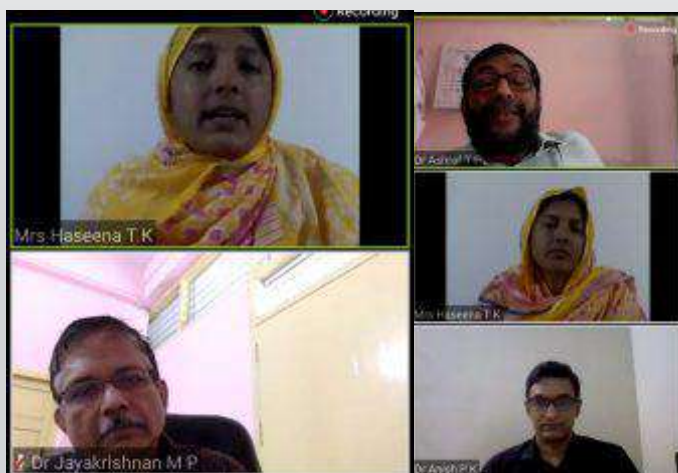 Recording
Mrs Haseena T K
Dr Jayakrishnan M P
Recording
Dr Ashraf T P
Mrs Haseena T K